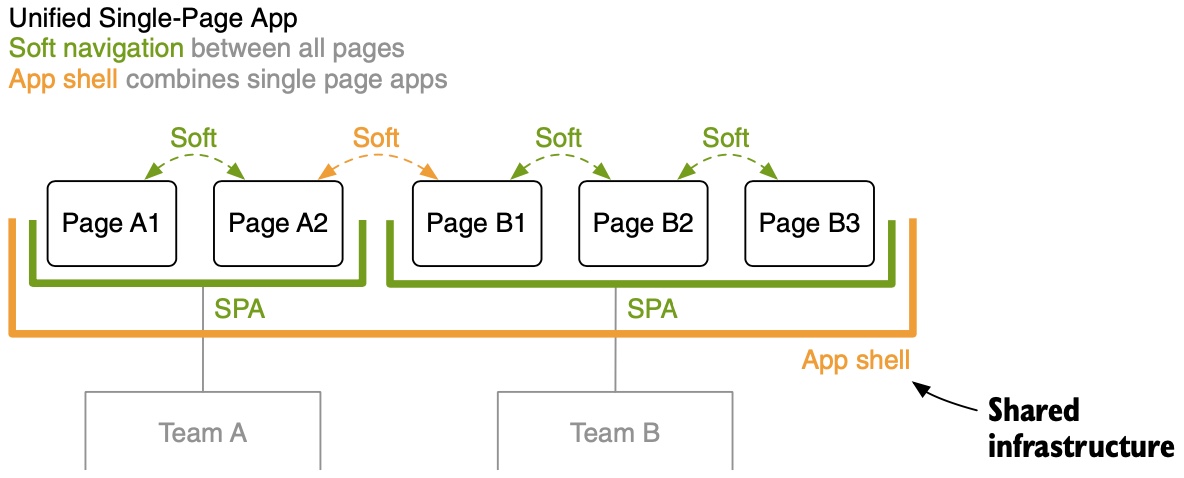 Unified Single-Page App
Soft navigation between all pages
App shell combines single page apps
Soft
Soft
Soft
Soft
Page A1
Page A2
Page B1
Page B2
Page B3
SPA
SPA
App shell
Shared
infrastructure
Team A
Team B